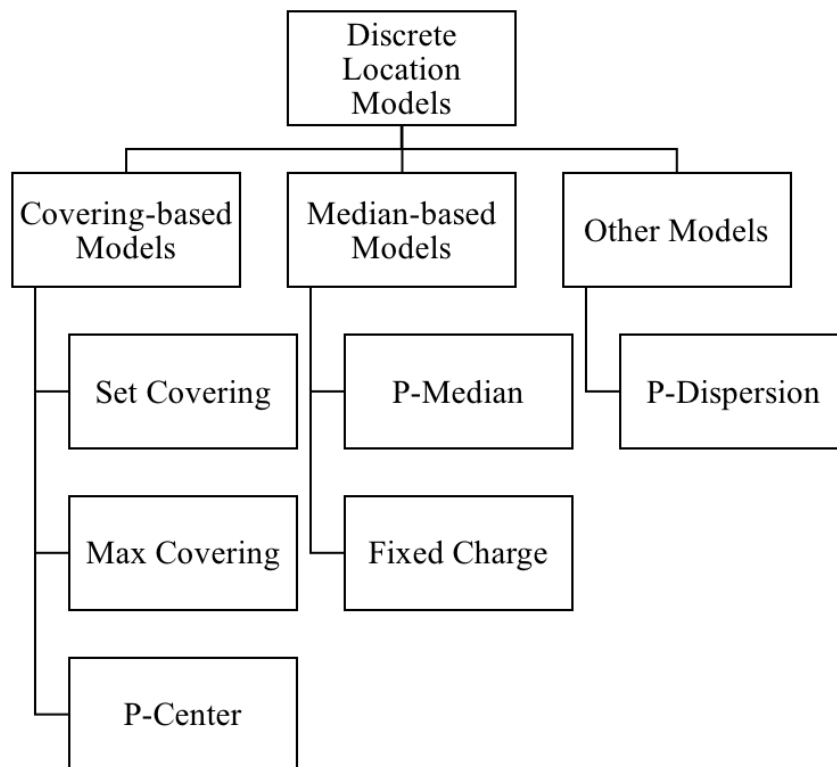 Discrete
Location
Models
Covering-based
Models
Median-based
Models
Other Models
Set Covering
P-Median
P-Dispersion
Max Covering
Fixed Charge
P-Center